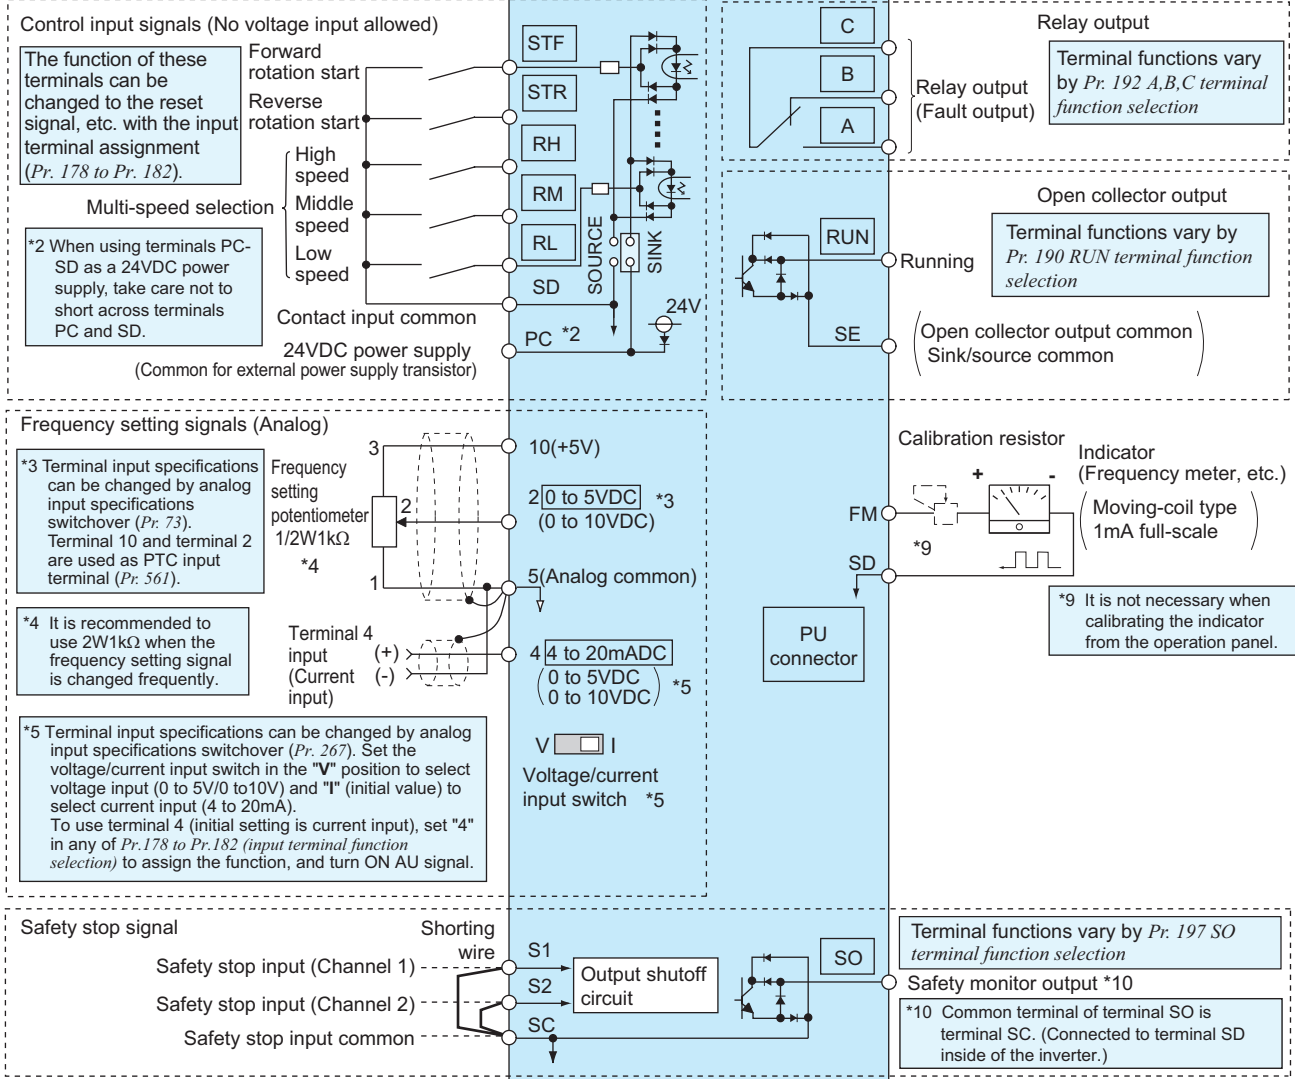 Control input signals (No voltage input allowed)
The function of these
terminals can be
changed to the reset
signal, etc. with the input
terminal assignment
(Pr. 178 to Pr. 182).
Forward
rotation start
Reverse
rotation start
High
speed
Multi-speed selection
Middle
speed
Low
speed
*2 When using terminals PC-
SD as a 24VDC power
supply, take care not to
short across terminals
PC and SD.
Contact input common
24VDC power supply
(Common for external power supply transistor)
STF
STR
RH
RM
RL
SD
PC *2
SOURCE
SINK
24V
C
B
A
Relay output
Relay output
(Fault output)
Terminal functions vary
by Pr. 192 A,B,C terminal
function selection
Open collector output
RUN
Running
Terminal functions vary by
Pr. 190 RUN terminal function
selection
SE
Open collector output common
Sink/source common
Frequency setting signals (Analog)
*3 Terminal input specifications
can be changed by analog
input specifications
switchover (Pr. 73).
Terminal 10 and terminal 2
are used as PTC input
terminal (Pr. 561).
Frequency
setting
potentiometer
1/2W1kΩ
*4
3
2
1
10(+5V)
2 0 to 5VDC *3
(0 to 10VDC)
5(Analog common)
*4 It is recommended to
use 2W1kΩ when the
frequency setting signal
is changed frequently.
Terminal 4
input
(Current
input)
(+)
(-)
4 4 to 20mADC
0 to 5VDC
0 to 10VDC
*5
*5 Terminal input specifications can be changed by analog
input specifications switchover (Pr. 267). Set the
voltage/current input switch in the "V" position to select
voltage input (0 to 5V/0 to10V) and "I" (initial value) to
select current input (4 to 20mA).
To use terminal 4 (initial setting is current input), set "4"
in any of Pr.178 to Pr.182 (input terminal function
selection) to assign the function, and turn ON AU signal.
V I
Voltage/current
input switch *5
Calibration resistor
Indicator
(Frequency meter, etc.)
+ -
FM
Moving-coil type
1mA full-scale
*9
SD
PU
connector
*9 It is not necessary when
calibrating the indicator
from the operation panel.
Safety stop signal
Shorting
wire
Safety stop input (Channel 1)
Safety stop input (Channel 2)
Safety stop input common
S1
S2
SC
Output shutoff
circuit
SO
Terminal functions vary by Pr. 197 SO
terminal function selection
Safety monitor output *10
*10 Common terminal of terminal SO is
terminal SC. (Connected to terminal SD
inside of the inverter.)